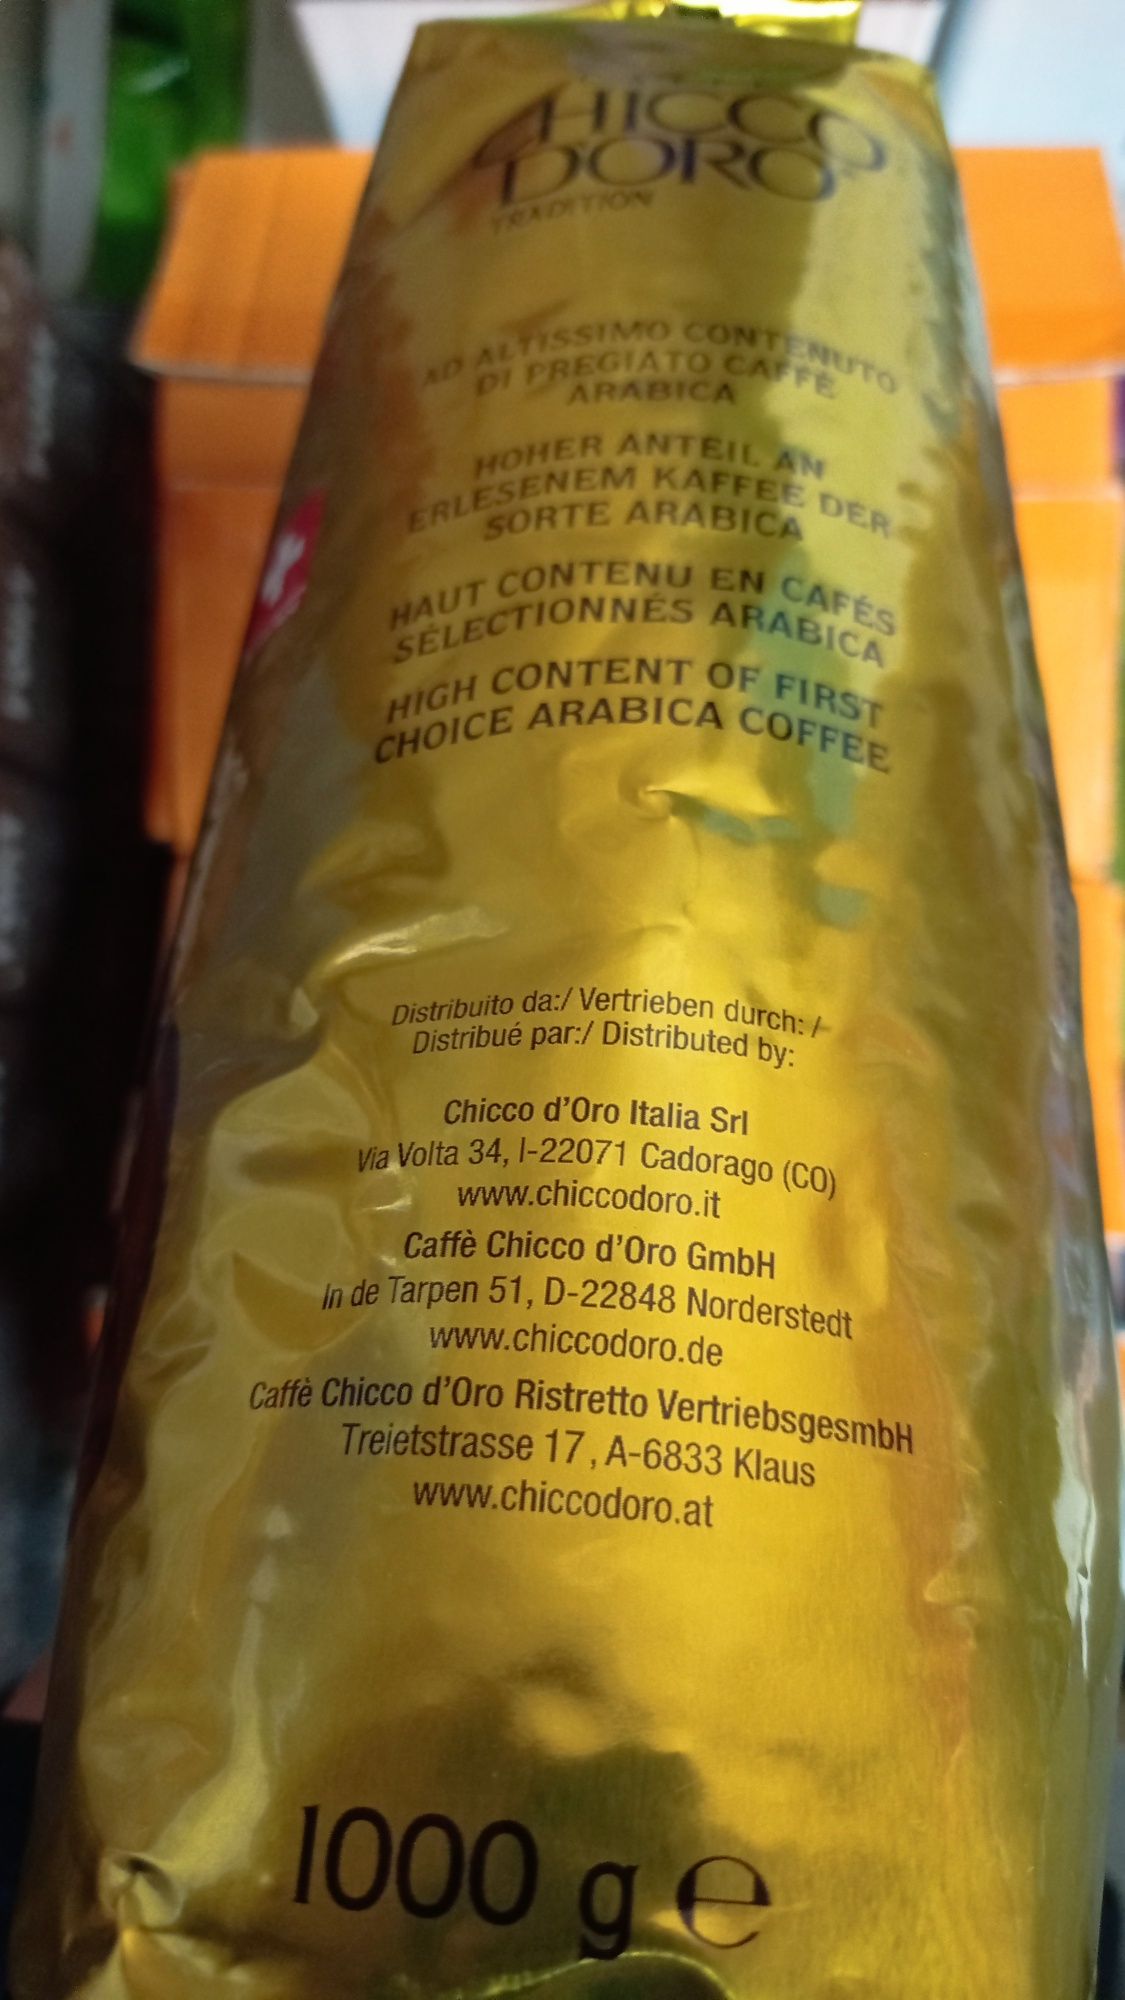 CHICCO
D'ORO
TRADITION
AD ALTISSIMO CONTENUTO
DI PREGIATO CAFFÈ
ARABICA
HOHER ANTEIL AN
ERLESENEM KAFFEE DER
SORTE ARABICA
HAUT CONTENU EN CAFÉS
SÉLECTIONNÉS ARABICA
HIGH CONTENT OF FIRST
CHOICE ARABICA COFFEE
Distribuito da:/ Vertrieben durch: /
Distribué par:/ Distributed by:
Chicco d'Oro Italia Srl
Via Volta 34, I-22071 Cadorago (CO)
www.chiccodoro.it
Caffè Chicco d'Oro GmbH
In de Tarpen 51, D-22848 Norderstedt
www.chiccodoro.de
Caffè Chicco d'Oro Ristretto VertriebsgesmbH
Treietstrasse 17, A-6833 Klaus
www.chiccodoro.at
1000 g e